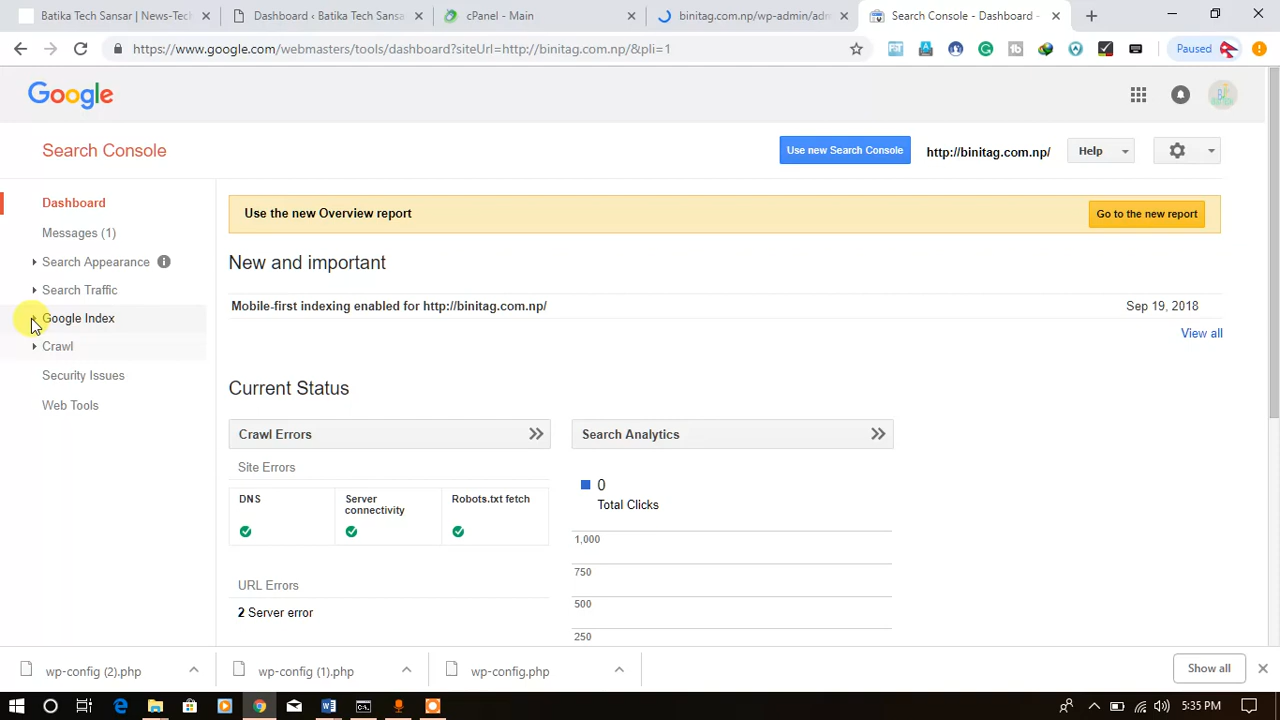 Batika Tech Sansar | News-Tech
Dashboard ‹ Batika Tech Sansa
cPanel - Main
binitag.com.np/wp-admin/adm
Search Console - Dashboard -
https://www.google.com/webmasters/tools/dashboard?siteUrl=http://binitag.com.np/&pli=1
Paused
Google
Search Console
Use new Search Console
http://binitag.com.np/
Help
Dashboard
Messages (1)
Search Appearance
Search Traffic
Google Index
Crawl
Security Issues
Web Tools
Use the new Overview report
Go to the new report
New and important
Mobile-first indexing enabled for http://binitag.com.np/
Sep 19, 2018
View all
Current Status
Crawl Errors
Site Errors
DNS
Server
connectivity
Robots.txt fetch
URL Errors
2 Server error
Search Analytics
0
Total Clicks
1,000
750
500
250
wp-config (2).php
wp-config (1).php
wp-config.php
Show all
5:35 PM